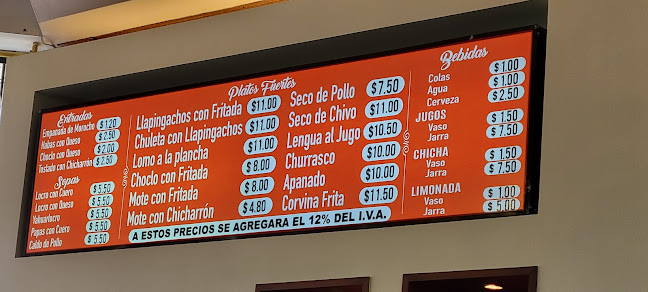 Entradas
Empanada de Morocho $1.20
Habas con Queso $2.50
Choclo con Queso $2.00
Tostado con Chicharrón $2.50
Sopas
Locro con Cuero $5.50
Locro con Queso $5.50
Yahuarlocro $5.50
Papas con Cuero $5.50
Caldo de Pollo $5.50
Platos Fuertes
Llapingachos con Fritada $11.00
Chuleta con Llapingachos $11.00
Lomo a la plancha $11.00
Choclo con Fritada $8.00
Mote con Fritada $8.00
Mote con Chicharrón $4.80
Seco de Pollo $7.50
Seco de Chivo $11.00
Lengua al Jugo $10.50
Churrasco $10.00
Apanado $10.00
Corvina Frita $11.50
Bebidas
Colas $1.00
Agua $1.00
Cerveza $2.50
JUGOS
Vaso $1.50
Jarra $7.50
CHICHA
Vaso $1.50
Jarra $7.50
LIMONADA
Vaso $1.00
Jarra $5.00
A ESTOS PRECIOS SE AGREGARA EL 12% DEL I.V.A.